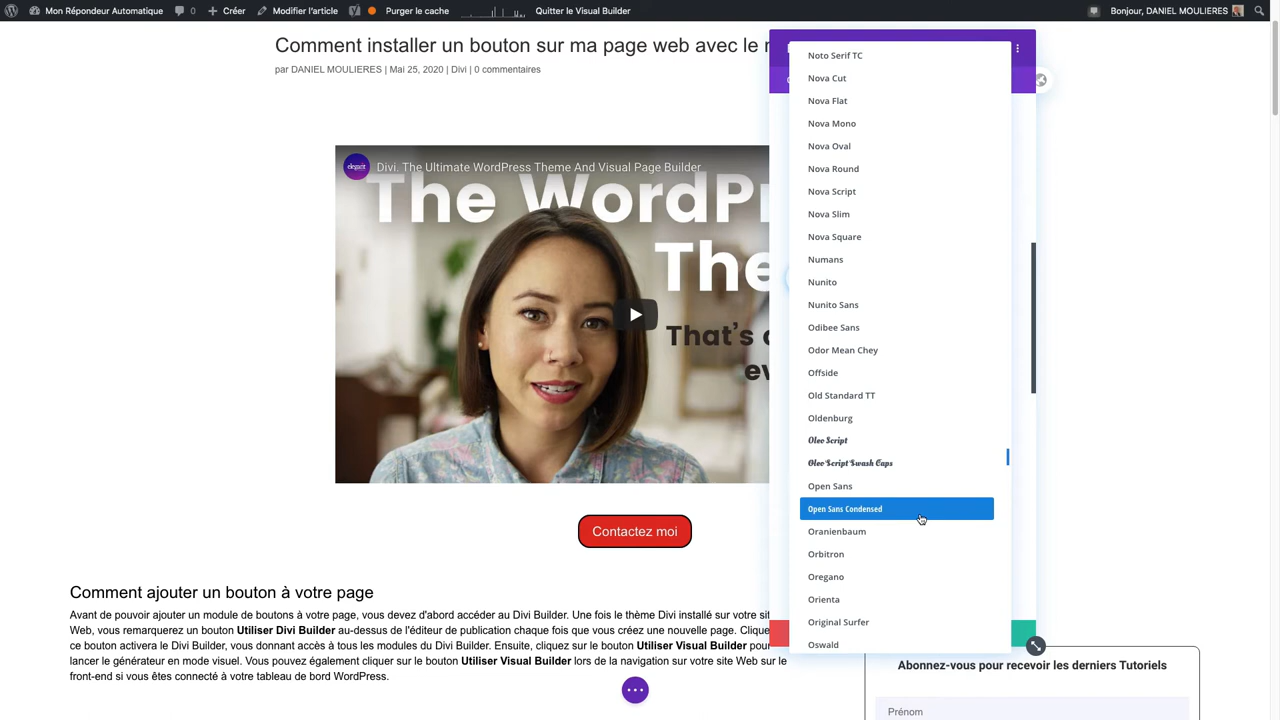 Mon Répondeur Automatique
0
Créer
Modifier l'article
Purger le cache
Quitter le Visual Builder
Bonjour, DANIEL MOULIERES
Comment installer un bouton sur ma page web avec le
par DANIEL MOULIERES | Mai 25, 2020 | Divi | 0 commentaires
Divi. The Ultimate WordPress Theme And Visual Page Builder
The WordPr
The
That's
ev
Contactez moi
Comment ajouter un bouton à votre page
Avant de pouvoir ajouter un module de boutons à votre page, vous devez d'abord accéder au Divi Builder. Une fois le thème Divi installé sur votre sit
Web, vous remarquerez un bouton Utiliser Divi Builder au-dessus de l'éditeur de publication chaque fois que vous créez une nouvelle page. Clique
ce bouton activera le Divi Builder, vous donnant accès à tous les modules du Divi Builder. Ensuite, cliquez sur le bouton Utiliser Visual Builder pour
lancer le générateur en mode visuel. Vous pouvez également cliquer sur le bouton Utiliser Visual Builder lors de la navigation sur votre site Web sur le
front-end si vous êtes connecté à votre tableau de bord WordPress.
Noto Serif TC
Nova Cut
Nova Flat
Nova Mono
Nova Oval
Nova Round
Nova Script
Nova Slim
Nova Square
Numans
Nunito
Nunito Sans
Odibee Sans
Odor Mean Chey
Offside
Old Standard TT
Oldenburg
Oleo Script
Oleo Script Swash Caps
Open Sans
Open Sans Condensed
Oranienbaum
Orbitron
Oregano
Orienta
Original Surfer
Oswald
Abonnez-vous pour recevoir les derniers Tutoriels
Prénom